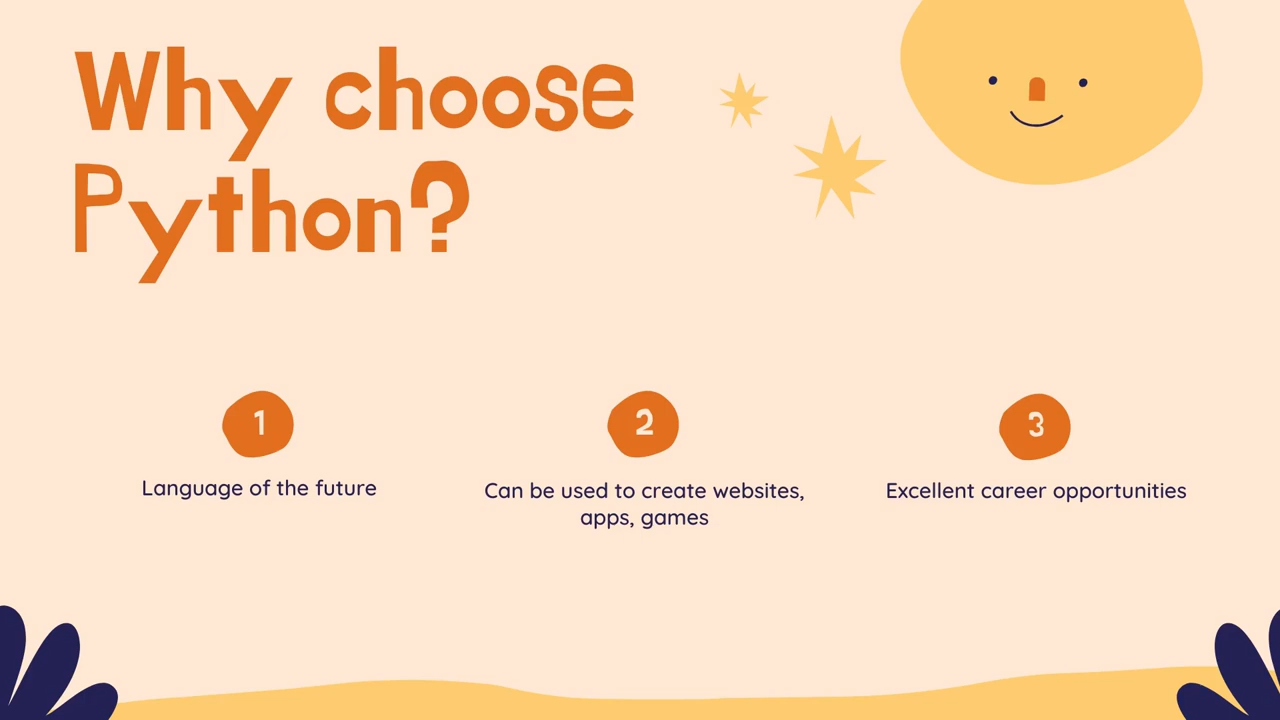 Why choose
Python?
1
Language of the future
2
Can be used to create websites,
apps, games
3
Excellent career opportunities